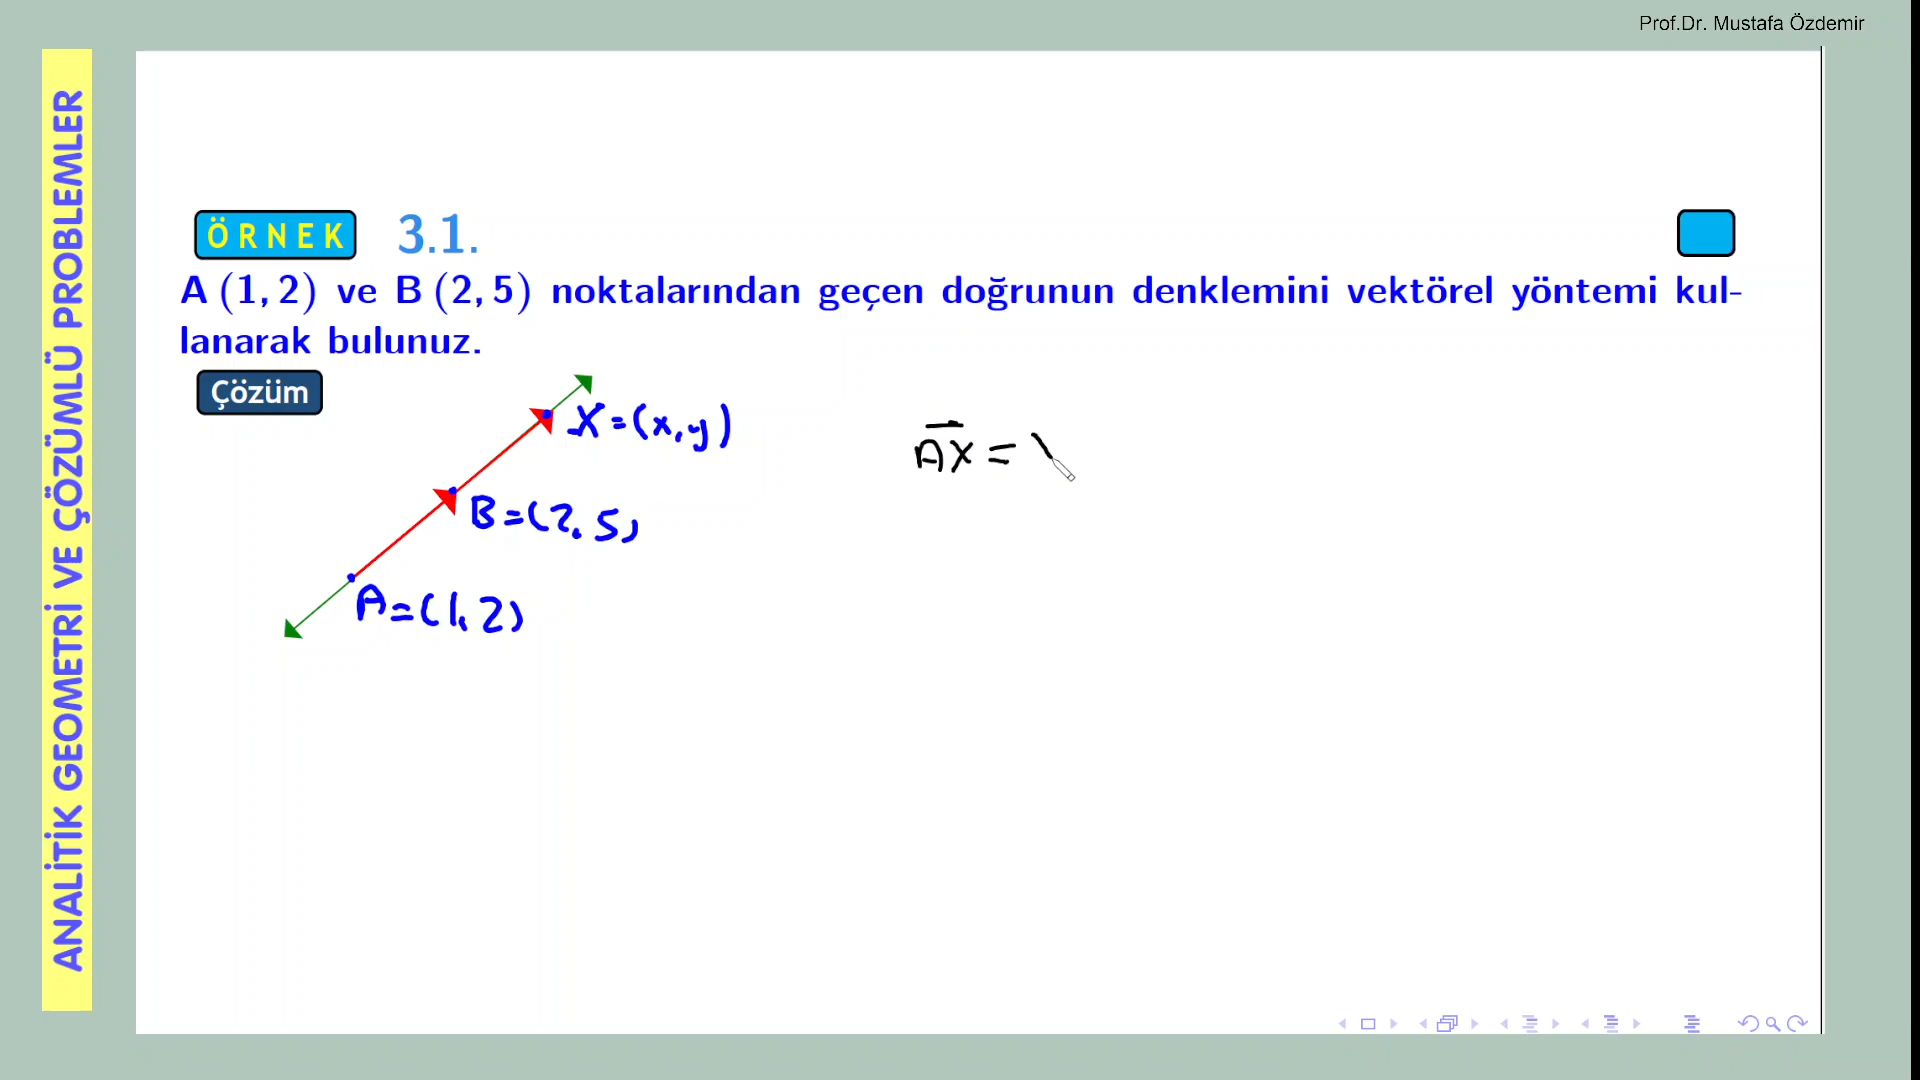 Prof.Dr. Mustafa Özdemir
ANALİTİK GEOMETRİ VE ÇÖZÜMLÜ PROBLEMLER
ÖRNEK 3.1.
A (1, 2) ve B (2, 5) noktalarından geçen doğrunun denklemini vektörel yöntemi kul-
lanarak bulunuz.
Çözüm
X=(x,y)
AX =
B=(2,5)
A=(1,2)